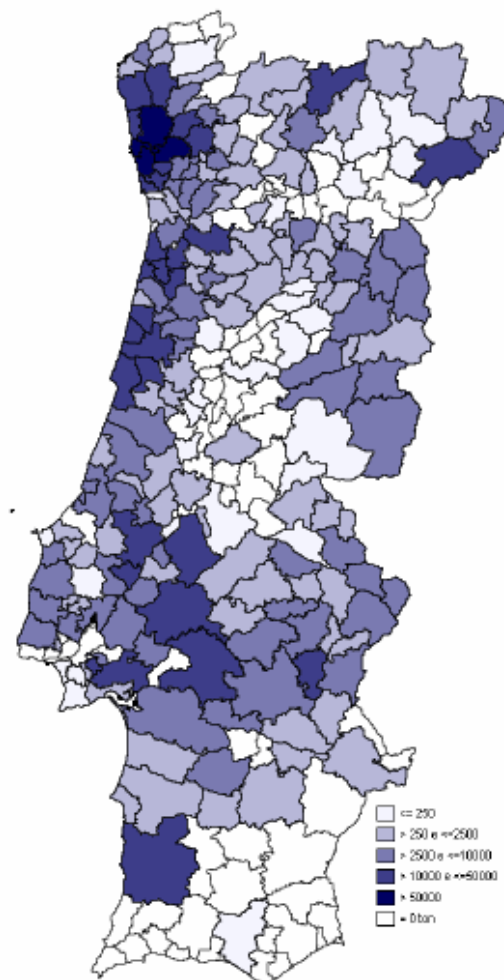 <= 250
> 250 e <=2500
> 2500 e <=10000
> 10000 e <=50000
> 50000
= 0 ton